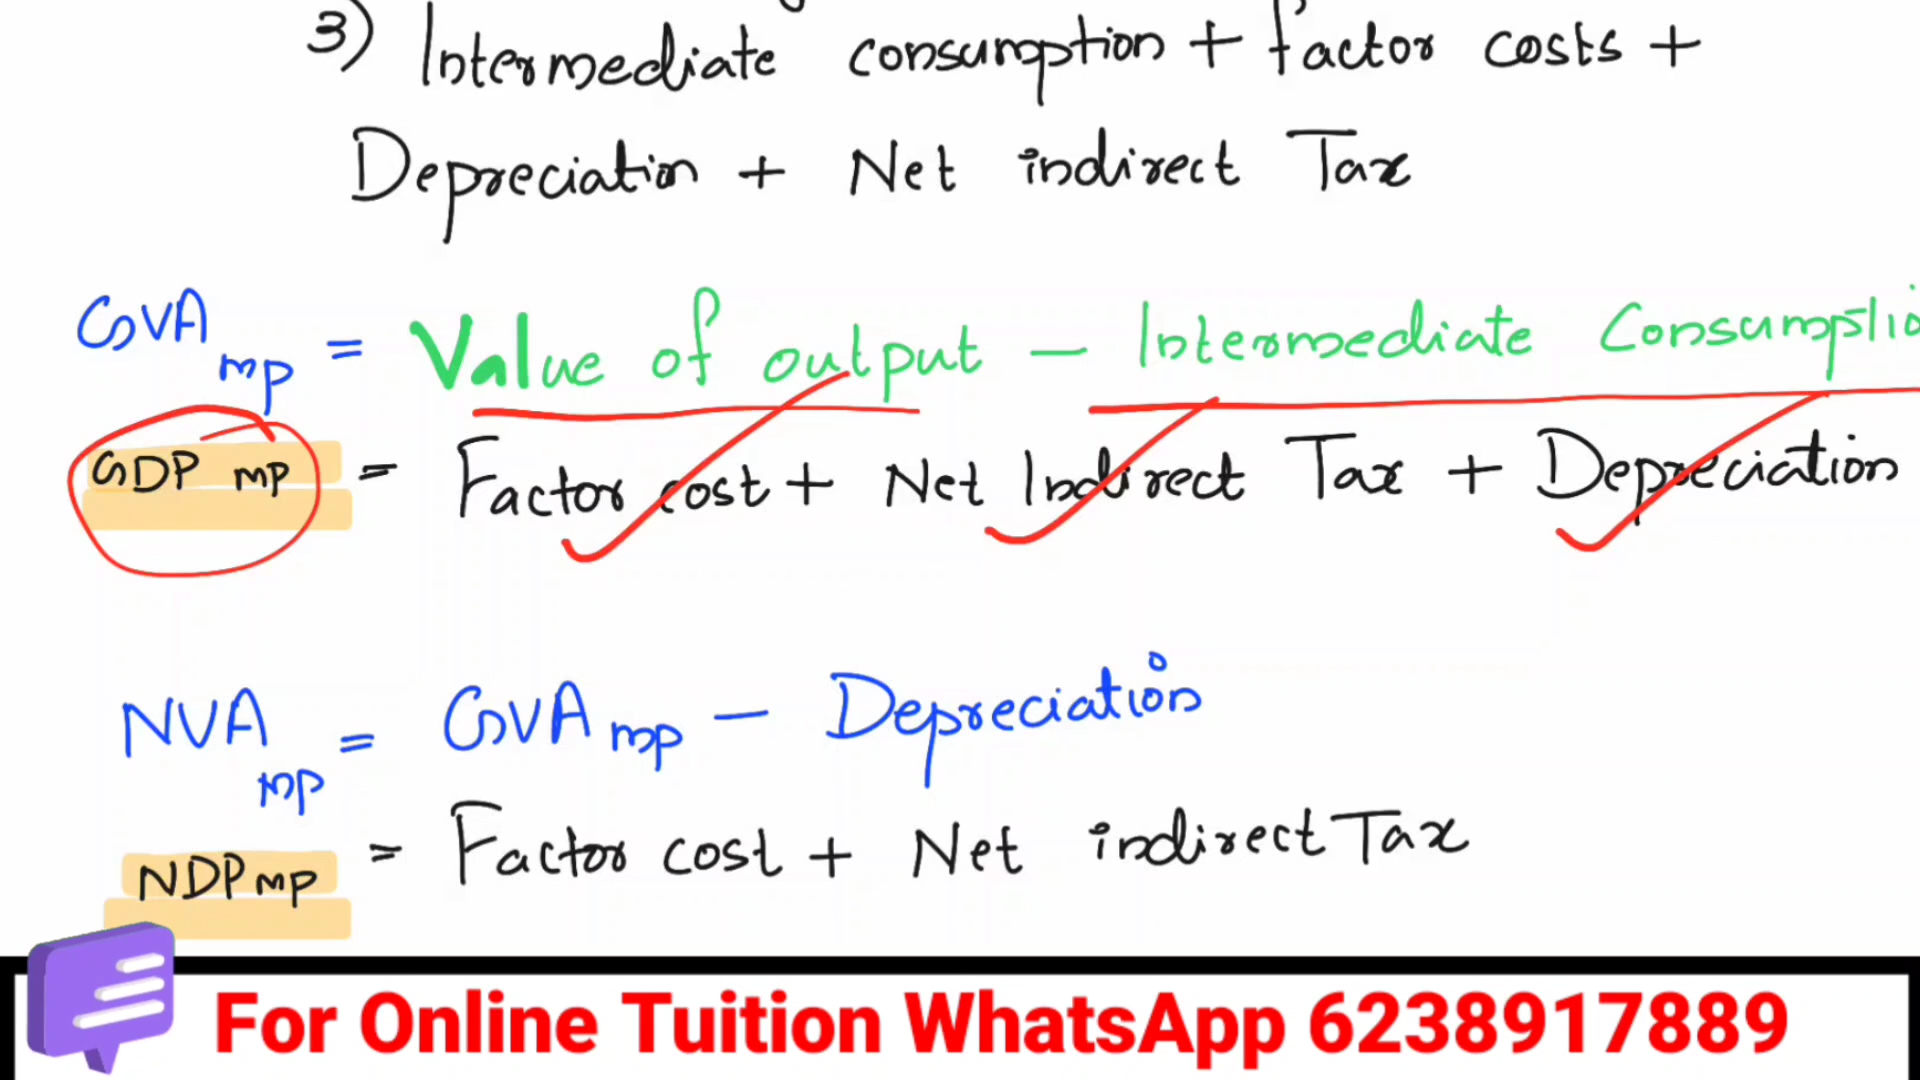 3) Intermediate consumption + factor costs +
Depreciation + Net indirect Tax
GVA mp = Value of output - Intermediate Consumptio
GDP mp = Factor cost + Net Indirect Tax + Depreciation
NVA mp = GVA mp - Depreciation
NDP mp = Factor cost + Net indirect Tax
For Online Tuition WhatsApp 6238917889